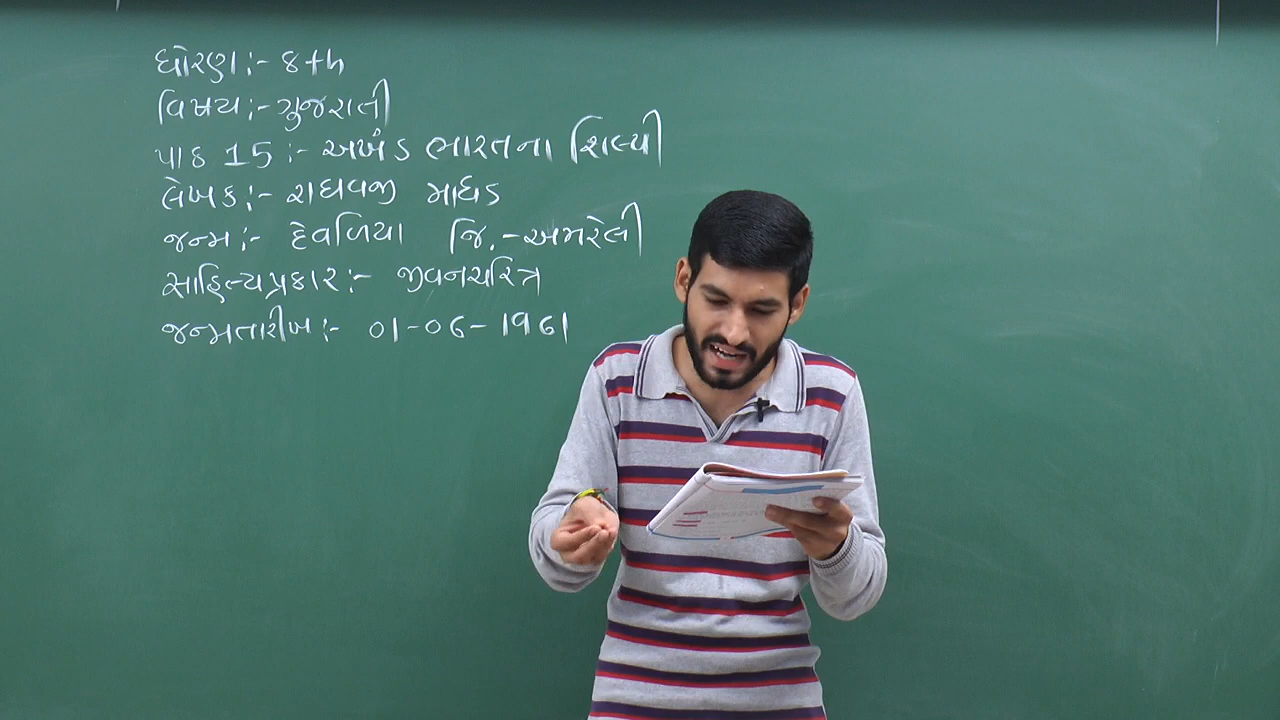 ધોરણ :- 8th
વિષય :- ગુજરાતી
પાઠ 15 :- અખંડ ભારતના શિલ્પી
લેખક :- રાઘવજી માધડ
જન્મ :- દેવળિયા જિ. - અમરેલી
સાહિત્યપ્રકાર :- જીવનચરિત્ર
જન્મતારીખ :- 01-06-1961